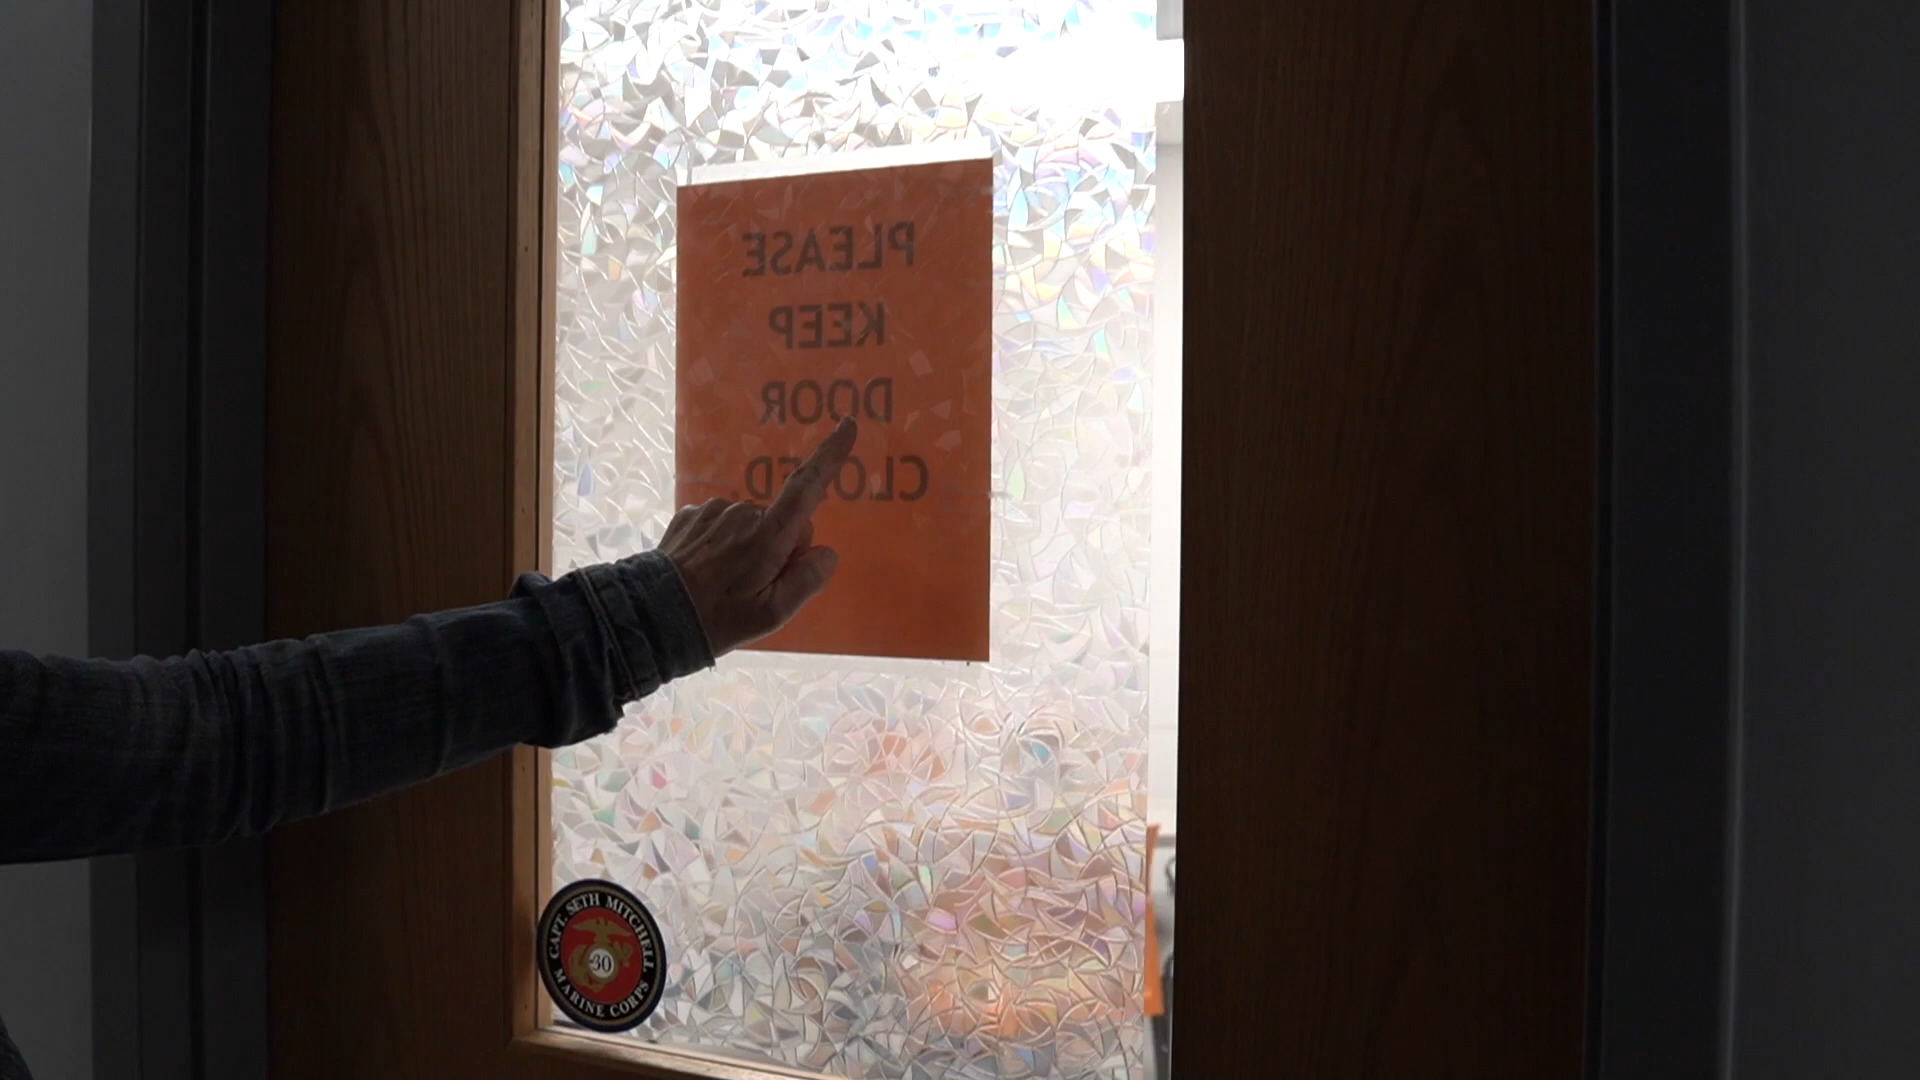 PLEASE
KEEP
DOOR
CLOSED.
CAPT. SETH MITCHELL
30
MARINE CORPS